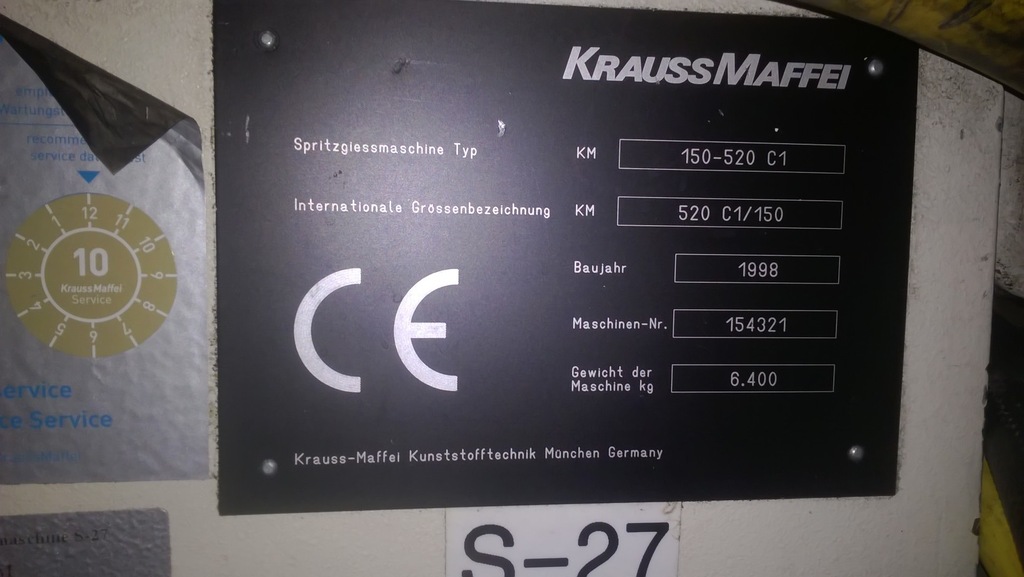 KRAUSSMAFFEI
Spritzgiessmaschine Typ KM 150-520 C1
Internationale Grössenbezeichnung KM 520 C1/150
Baujahr 1998
Maschinen-Nr. 154321
Gewicht der
Maschine kg 6.400
CE
Krauss-Maffei Kunststofftechnik München Germany
S-27
service
12
11
10
9
8
7
6
5
4
3
2
1
10
KraussMaffei
Service
Service
S-27